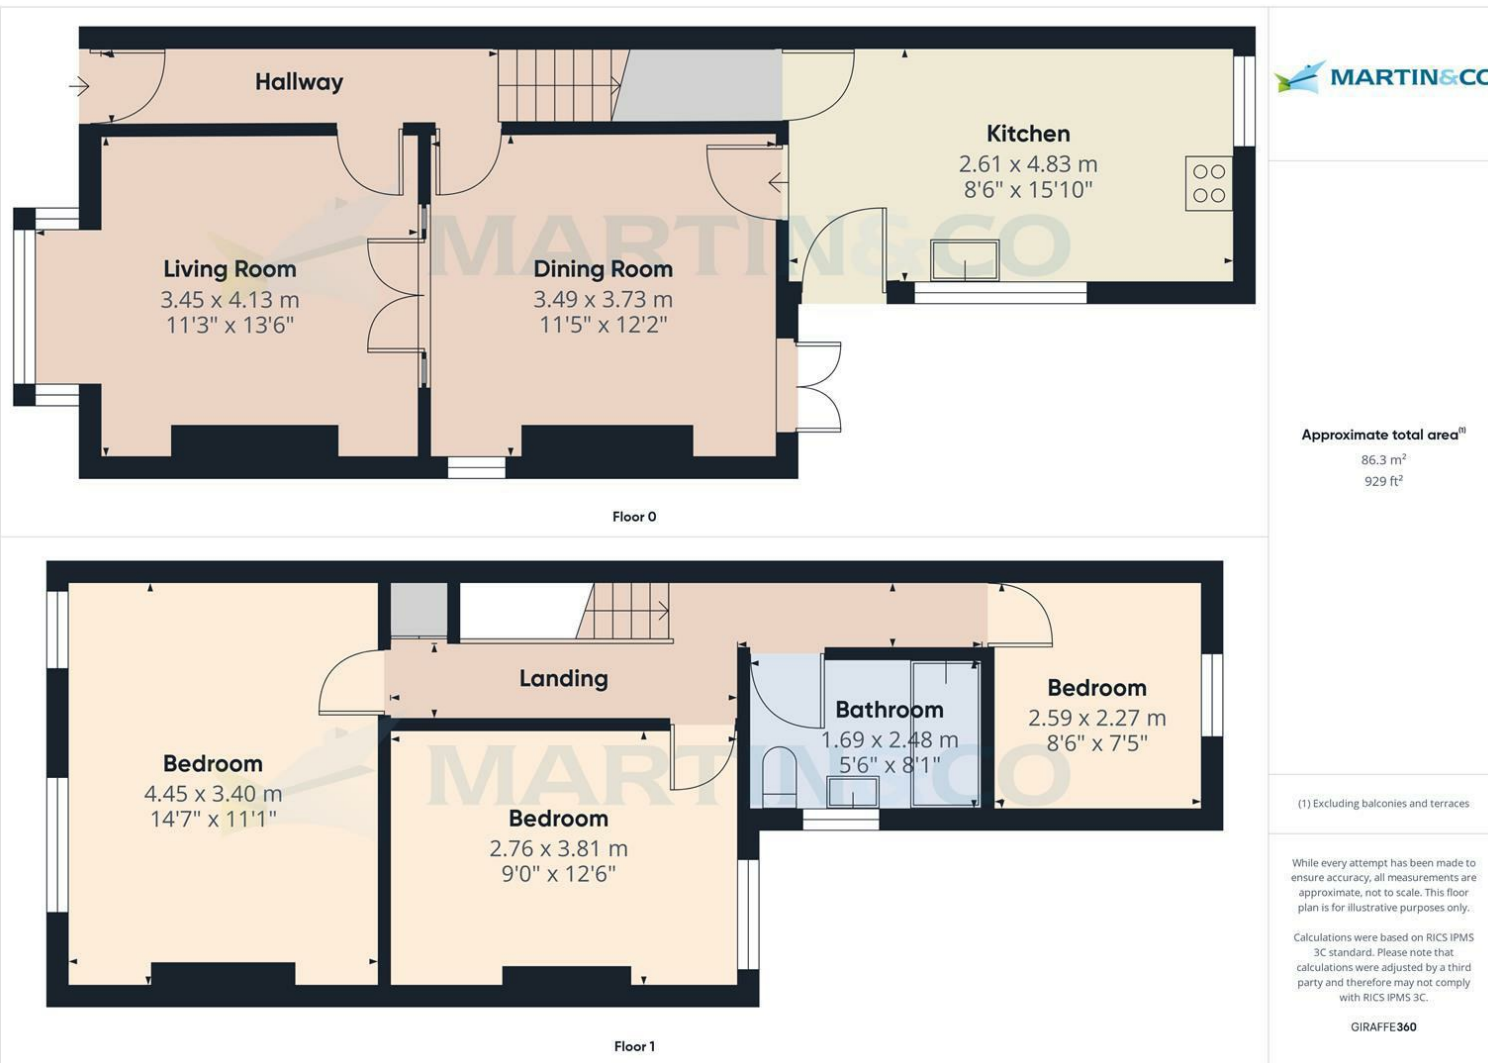 Hallway
Kitchen
2.61 x 4.83 m
8'6" x 15'10"
Living Room
3.45 x 4.13 m
11'3" x 13'6"
Dining Room
3.49 x 3.73 m
11'5" x 12'2"
MARTIN&CO
Floor 0
Landing
Bedroom
4.45 x 3.40 m
14'7" x 11'1"
Bedroom
2.76 x 3.81 m
9'0" x 12'6"
Bathroom
1.69 x 2.48 m
5'6" x 8'1"
Bedroom
2.59 x 2.27 m
8'6" x 7'5"
MARTIN&CO
Floor 1
MARTIN&CO
Approximate total area(1)
86.3 m²
929 ft²
(1) Excluding balconies and terraces
While every attempt has been made to
ensure accuracy, all measurements are
approximate, not to scale. This floor
plan is for illustrative purposes only.
Calculations were based on RICS IPMS
3C standard. Please note that
calculations were adjusted by a third
party and therefore may not comply
with RICS IPMS 3C.
GIRAFFE360